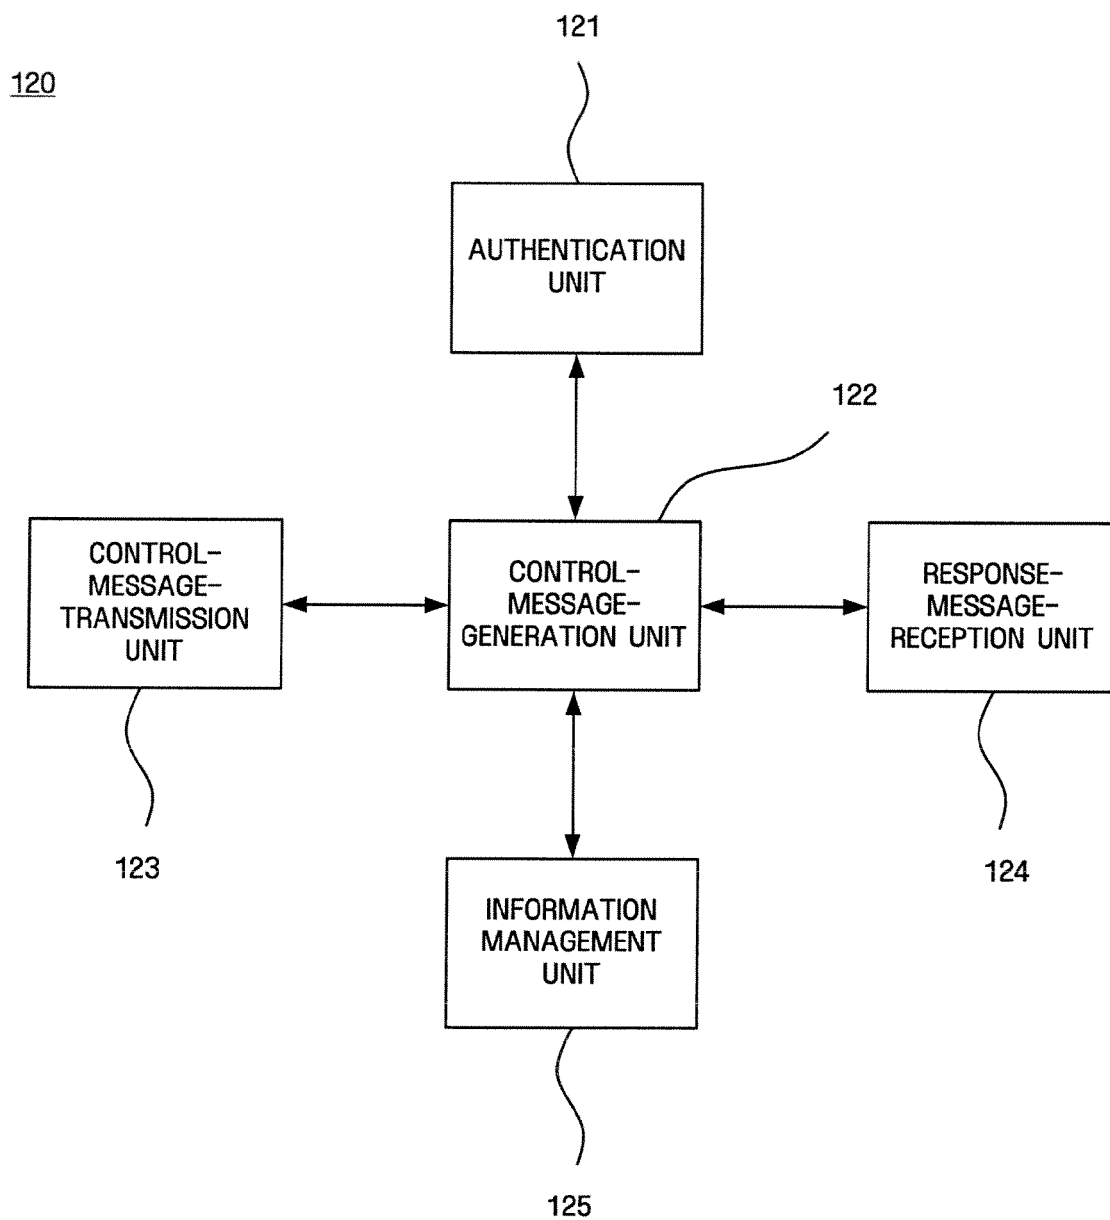 121
120
AUTHENTICATION
UNIT
122
CONTROL-
MESSAGE-
TRANSMISSION
UNIT
CONTROL-
MESSAGE-
GENERATION UNIT
RESPONSE-
MESSAGE-
RECEPTION UNIT
123
124
INFORMATION
MANAGEMENT
UNIT
125